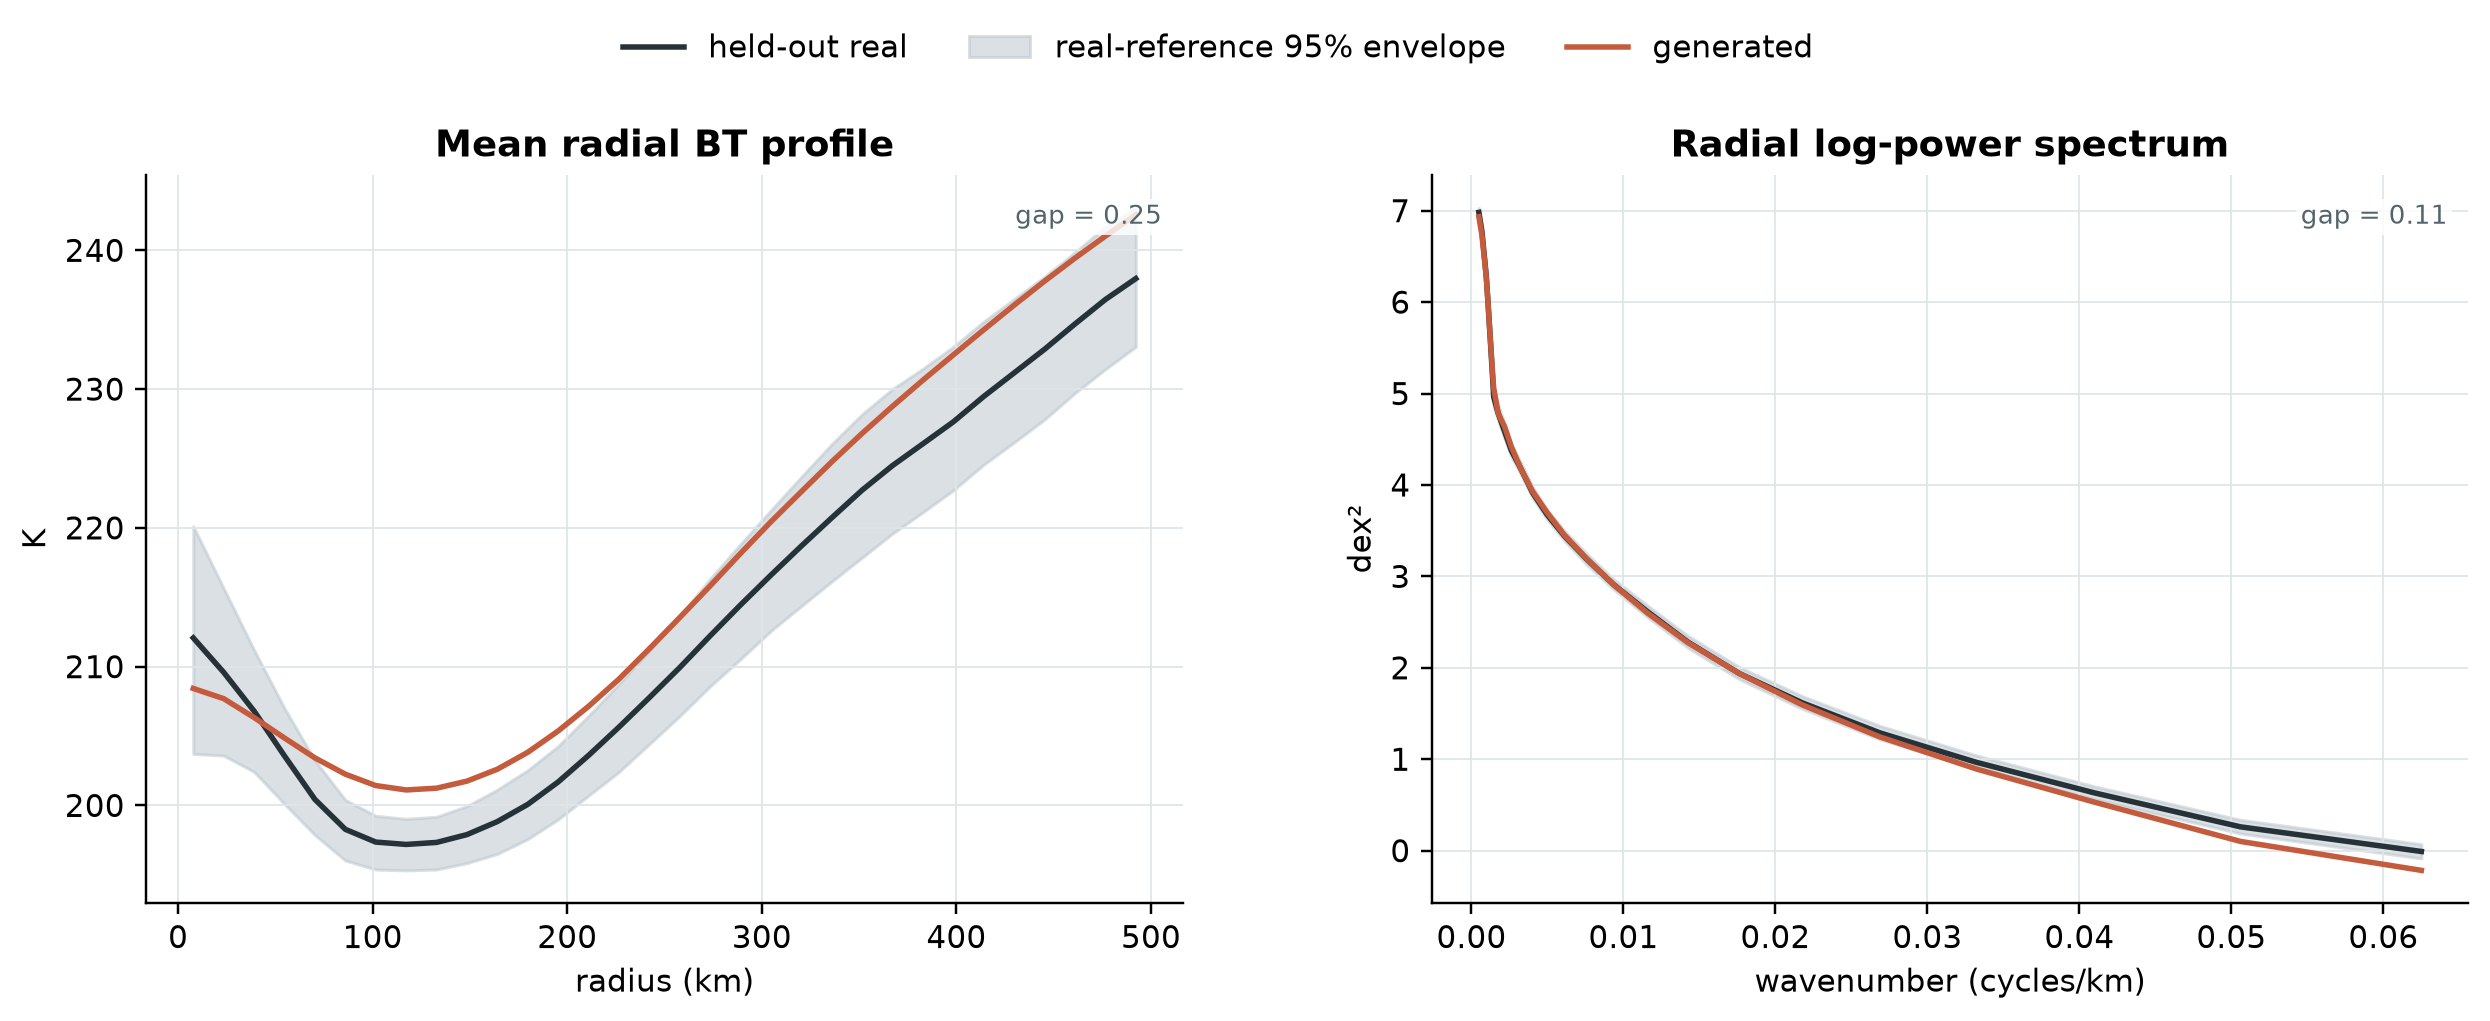 held-out real
real-reference 95% envelope
generated
Mean radial BT profile
gap = 0.25
K
240
230
220
210
200
0
100
200
300
400
500
radius (km)
Radial log-power spectrum
gap = 0.11
dex²
7
6
5
4
3
2
1
0
0.00
0.01
0.02
0.03
0.04
0.05
0.06
wavenumber (cycles/km)